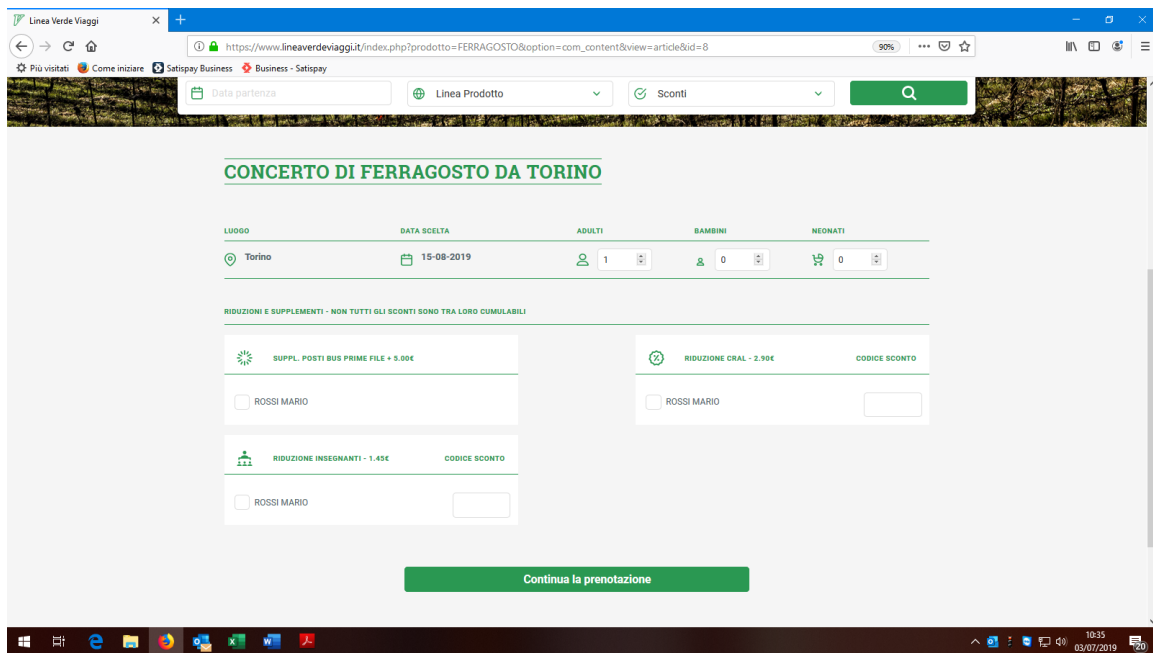 Linea Verde Viaggi
https://www.lineaverdeviaggi.it/index.php?prodotto=FERRAGOSTO&option=com_content&view=article&id=8
90%
Più visitati Come iniziare Satispay Business Business - Satispay
Data partenza Linea Prodotto Sconti
CONCERTO DI FERRAGOSTO DA TORINO
LUOGO DATA SCELTA ADULTI BAMBINI NEONATI
Torino 15-08-2019 1 0 0
RIDUZIONI E SUPPLEMENTI - NON TUTTI GLI SCONTI SONO TRA LORO CUMULABILI
SUPPL. POSTI BUS PRIME FILE + 5.00€ RIDUZIONE CRAL - 2.90€ CODICE SCONTO
ROSSI MARIO ROSSI MARIO
RIDUZIONE INSEGNANTI - 1.45€ CODICE SCONTO
ROSSI MARIO
Continua la prenotazione
10:35
03/07/2019
20